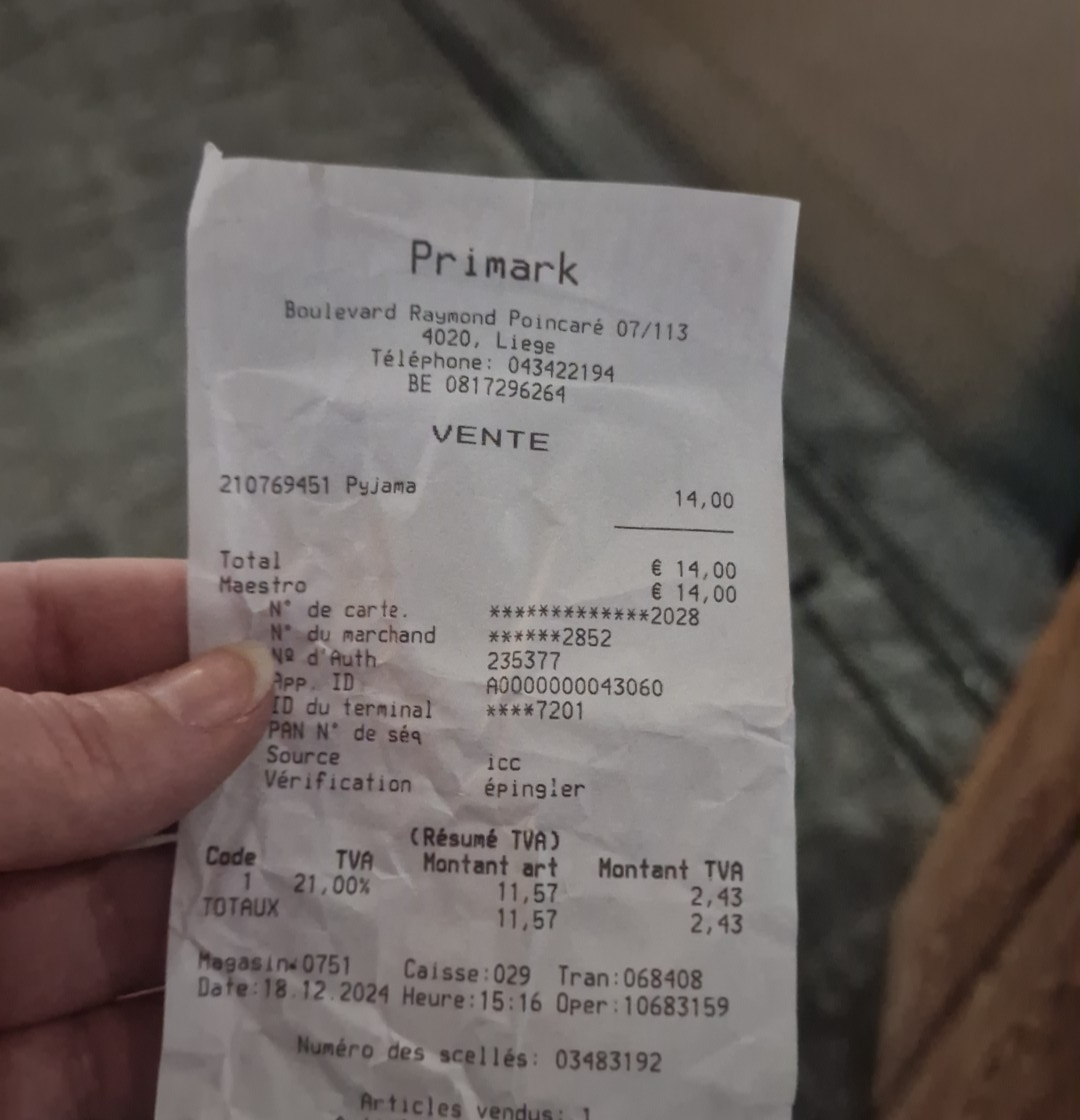 Primark
Boulevard Raymond Poincaré 07/113
4020, Liege
Téléphone: 043422194
BE 0817296264
VENTE
210769451 Pyjama 14,00
Total € 14,00
Maestro € 14,00
N° de carte. *************2028
N° du marchand ******2852
Nº d'Auth 235377
App. ID A0000000043060
ID du terminal ****7201
PAN N° de séq
Source icc
Vérification épingler
(Résumé TVA)
Code TVA Montant art Montant TVA
1 21,00% 11,57 2,43
TOTAUX 11,57 2,43
Magasin:0751 Caisse:029 Tran:068408
Date:18.12.2024 Heure:15:16 Oper:10683159
Numéro des scellés: 03483192
Articles vendus: 1